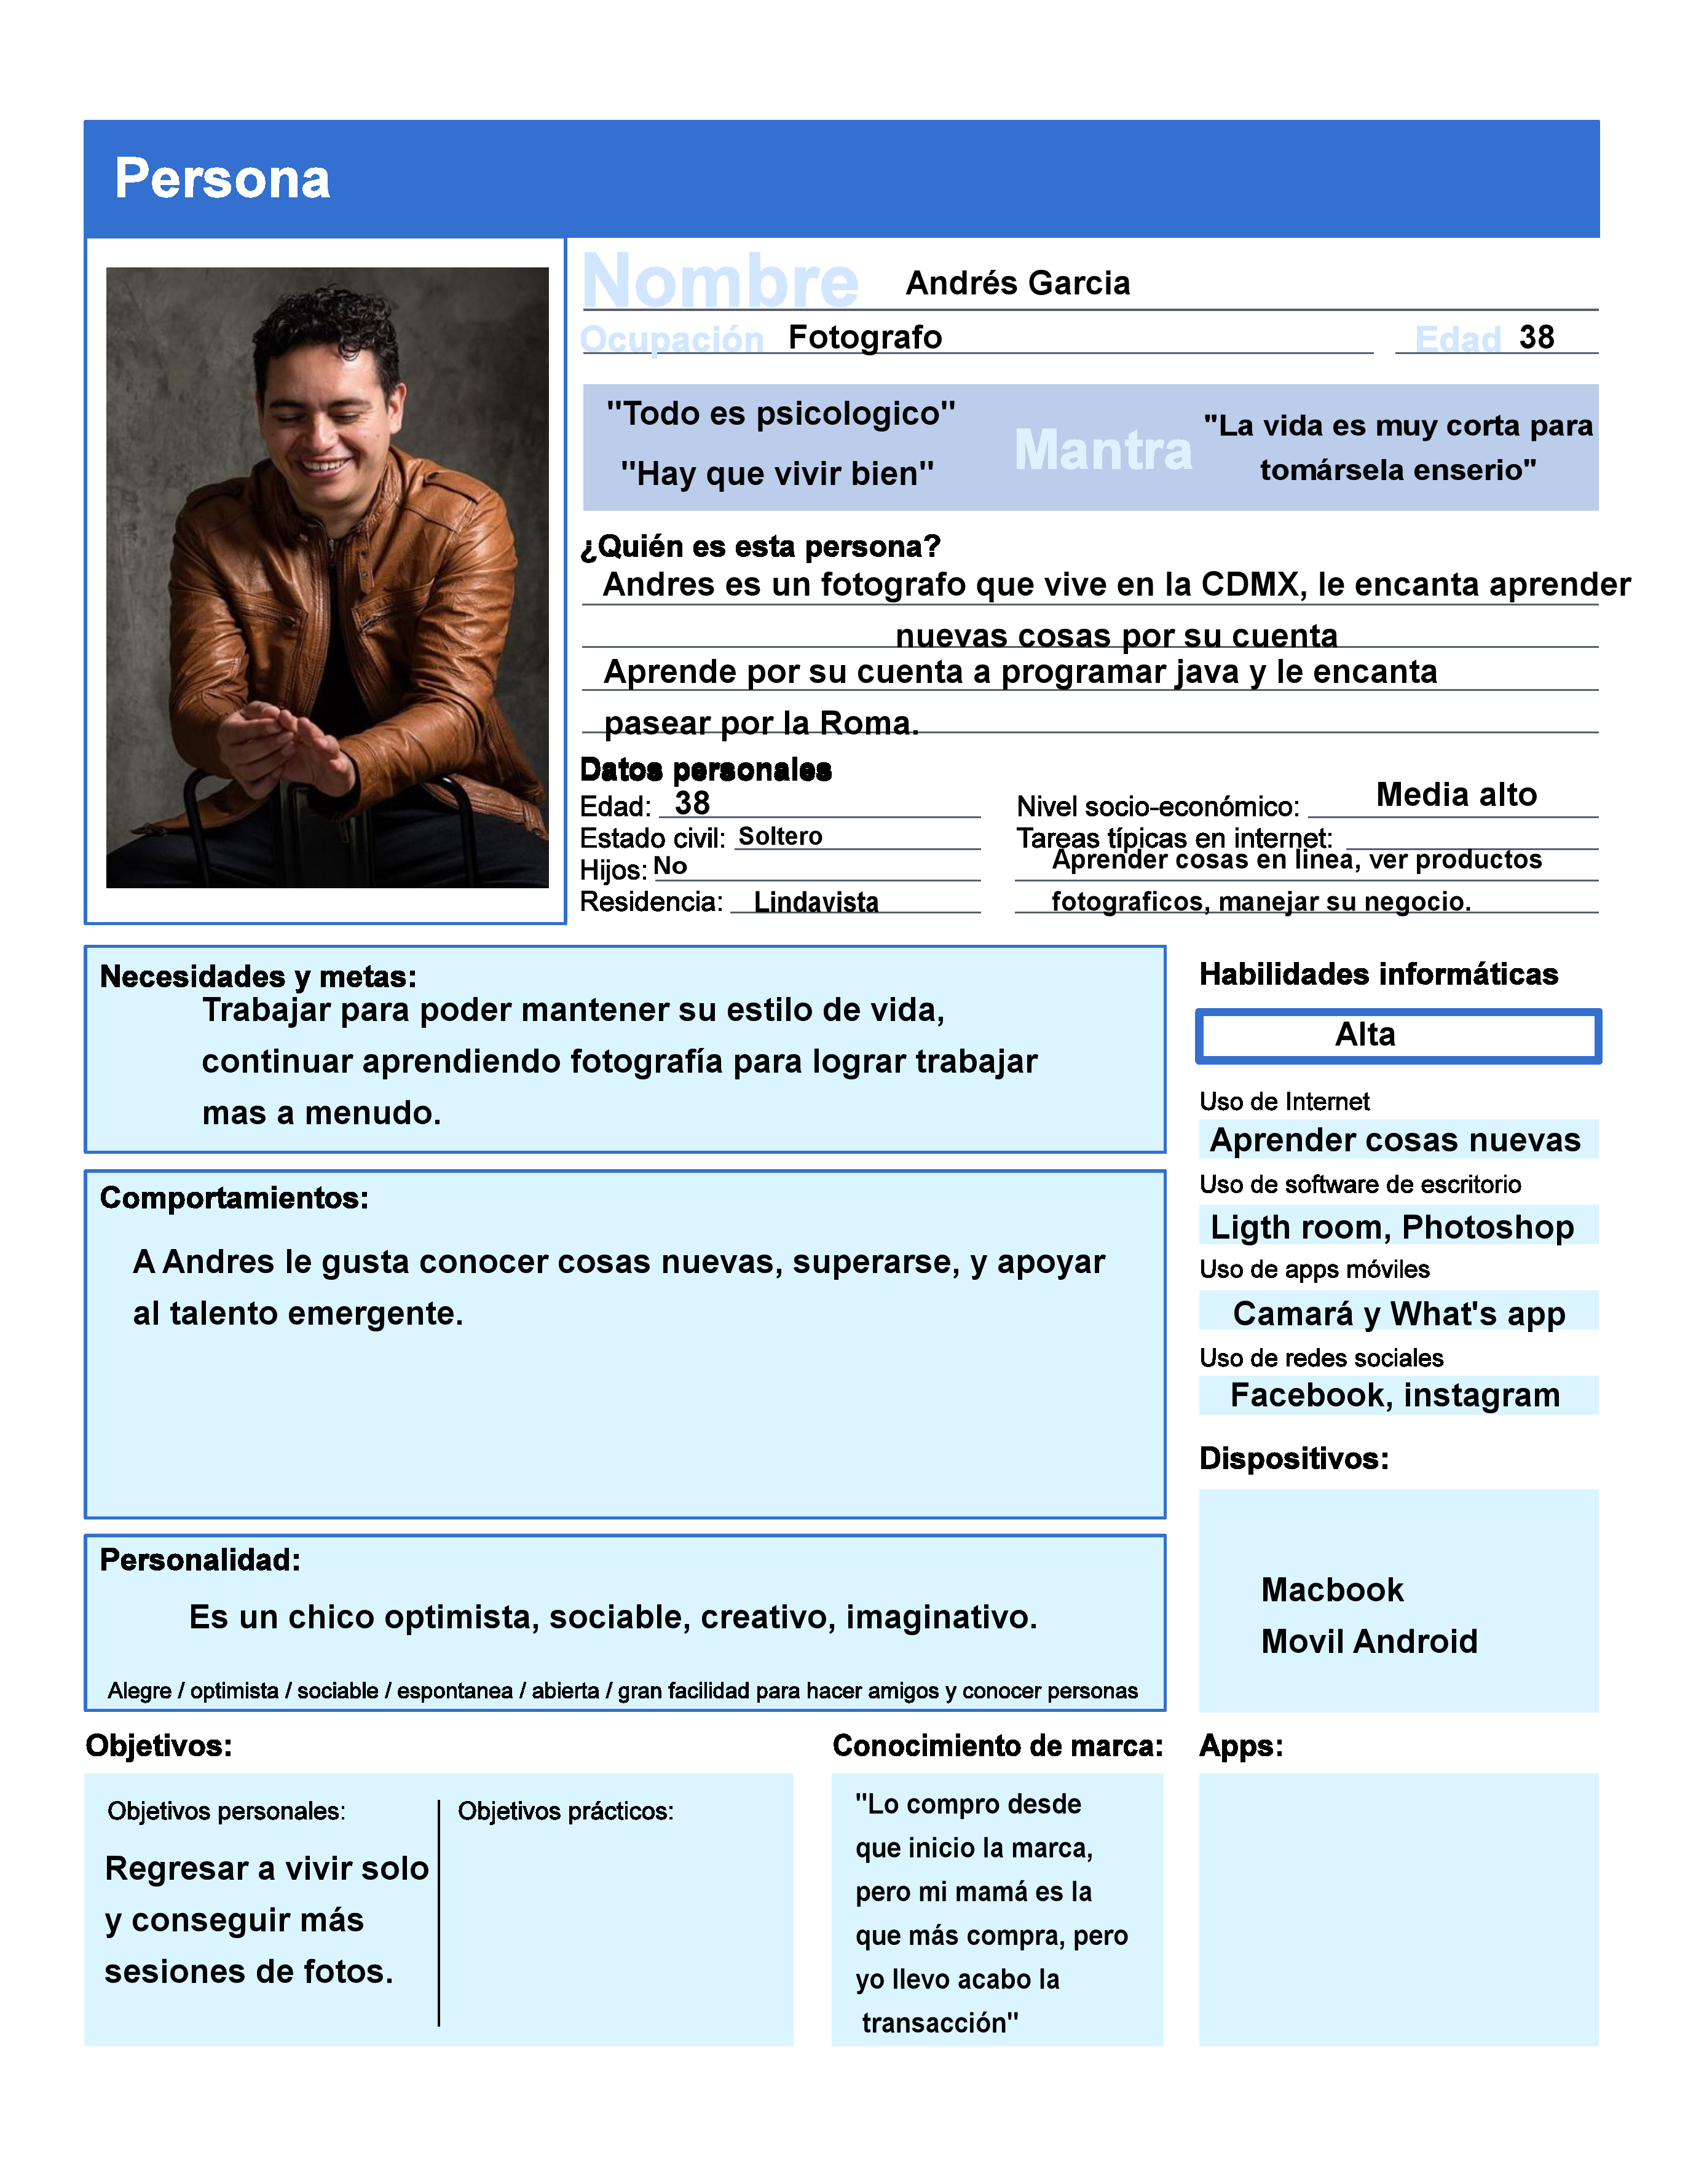 Persona
Nombre Andrés Garcia
Ocupación Fotografo Edad 38
"Todo es psicologico"
"Hay que vivir bien"
Mantra
"La vida es muy corta para
tomársela enserio"
¿Quién es esta persona?
Andres es un fotografo que vive en la CDMX, le encanta aprender
nuevas cosas por su cuenta
Aprende por su cuenta a programar java y le encanta
pasear por la Roma.
Datos personales
Edad: 38
Estado civil: Soltero
Hijos: No
Residencia: Lindavista
Nivel socio-económico: Media alto
Tareas típicas en internet:
Aprender cosas en linea, ver productos
fotograficos, manejar su negocio.
Necesidades y metas:
Trabajar para poder mantener su estilo de vida,
continuar aprendiendo fotografía para lograr trabajar
mas a menudo.
Comportamientos:
A Andres le gusta conocer cosas nuevas, superarse, y apoyar
al talento emergente.
Personalidad:
Es un chico optimista, sociable, creativo, imaginativo.
Alegre / optimista / sociable / espontanea / abierta / gran facilidad para hacer amigos y conocer personas
Habilidades informáticas
Alta
Uso de Internet
Aprender cosas nuevas
Uso de software de escritorio
Ligth room, Photoshop
Uso de apps móviles
Camará y What's app
Uso de redes sociales
Facebook, instagram
Dispositivos:
Macbook
Movil Android
Objetivos:
Objetivos personales:
Regresar a vivir solo
y conseguir más
sesiones de fotos.
Objetivos prácticos:
Conocimiento de marca:
"Lo compro desde
que inicio la marca,
pero mi mamá es la
que más compra, pero
yo llevo acabo la
transacción"
Apps: